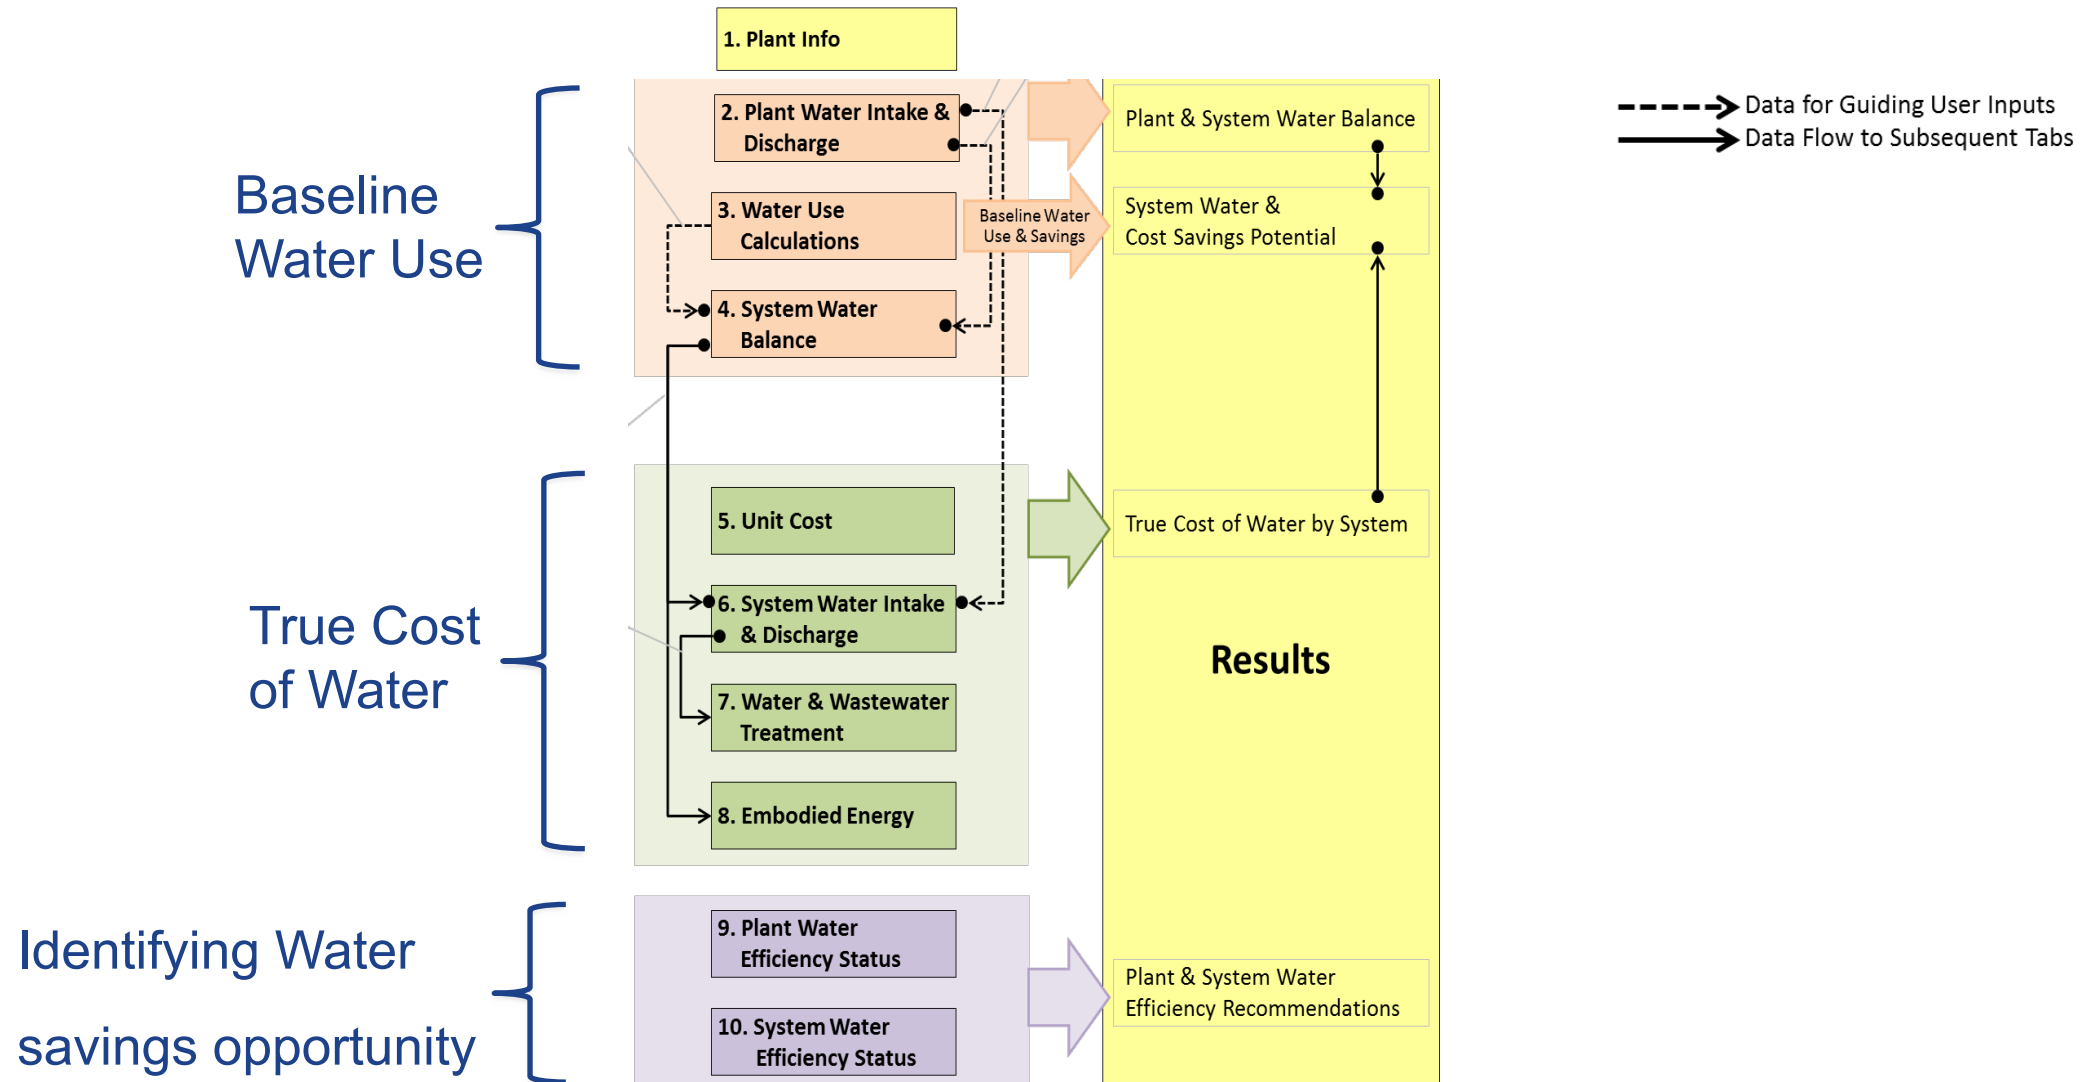 1. Plant Info
Baseline
Water Use
2. Plant Water Intake &
Discharge
3. Water Use
Calculations
4. System Water
Balance
Baseline Water
Use & Savings
Plant & System Water Balance
System Water &
Cost Savings Potential
Data for Guiding User Inputs
Data Flow to Subsequent Tabs
True Cost
of Water
5. Unit Cost
6. System Water Intake
& Discharge
7. Water & Wastewater
Treatment
8. Embodied Energy
True Cost of Water by System
Results
Identifying Water
savings opportunity
9. Plant Water
Efficiency Status
10. System Water
Efficiency Status
Plant & System Water
Efficiency Recommendations